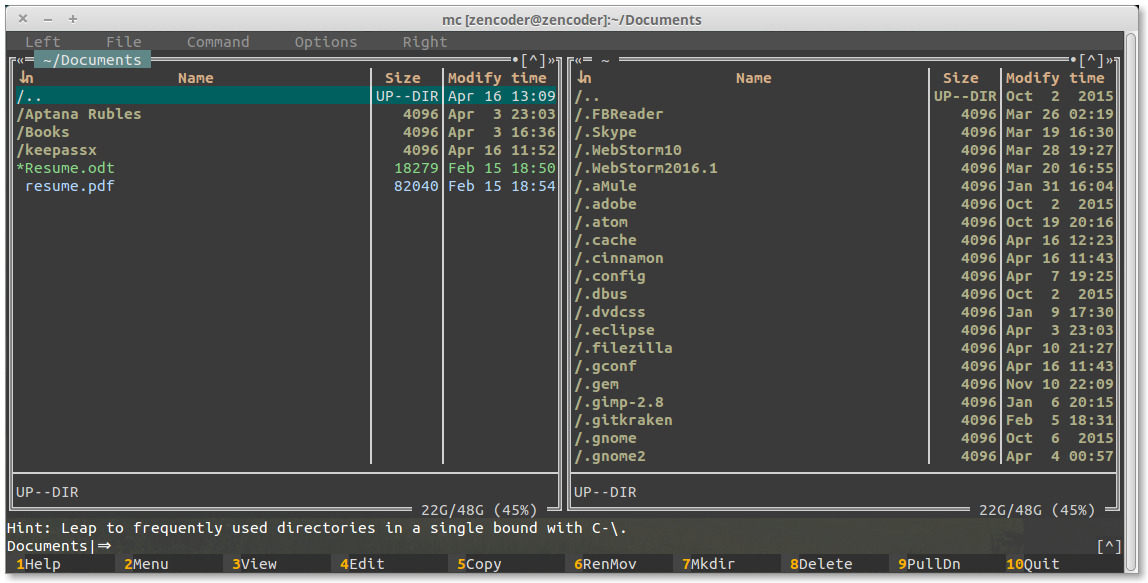 mc [zencoder@zencoder]:~/Documents
Left File Command Options Right
«═ ~/Documents •[^]» «═ ~ •[^]»
↓n Name Size Modify time ↓n Name Size Modify time
/.. UP--DIR Apr 16 13:09 /.. UP--DIR Oct 2 2015
/Aptana Rubles 4096 Apr 3 23:03 /.FBReader 4096 Mar 26 02:19
/Books 4096 Apr 3 16:36 /.Skype 4096 Mar 19 16:30
/keepassx 4096 Apr 16 11:52 /.WebStorm10 4096 Mar 28 19:27
*Resume.odt 18279 Feb 15 18:50 /.WebStorm2016.1 4096 Mar 20 16:55
resume.pdf 82040 Feb 15 18:54 /.aMule 4096 Jan 31 16:04
/.adobe 4096 Oct 2 2015
/.atom 4096 Oct 19 20:16
/.cache 4096 Apr 16 12:23
/.cinnamon 4096 Apr 16 11:43
/.config 4096 Apr 7 19:25
/.dbus 4096 Oct 2 2015
/.dvdcss 4096 Jan 9 17:30
/.eclipse 4096 Apr 3 23:03
/.filezilla 4096 Apr 10 21:27
/.gconf 4096 Apr 16 11:43
/.gem 4096 Nov 10 22:09
/.gimp-2.8 4096 Jan 6 20:15
/.gitkraken 4096 Feb 5 18:31
/.gnome 4096 Oct 6 2015
/.gnome2 4096 Apr 4 00:57
UP--DIR UP--DIR
22G/48G (45%) 22G/48G (45%)
Hint: Leap to frequently used directories in a single bound with C-\.
Documents|⇒ [^]
1Help 2Menu 3View 4Edit 5Copy 6RenMov 7Mkdir 8Delete 9PullDn 10Quit